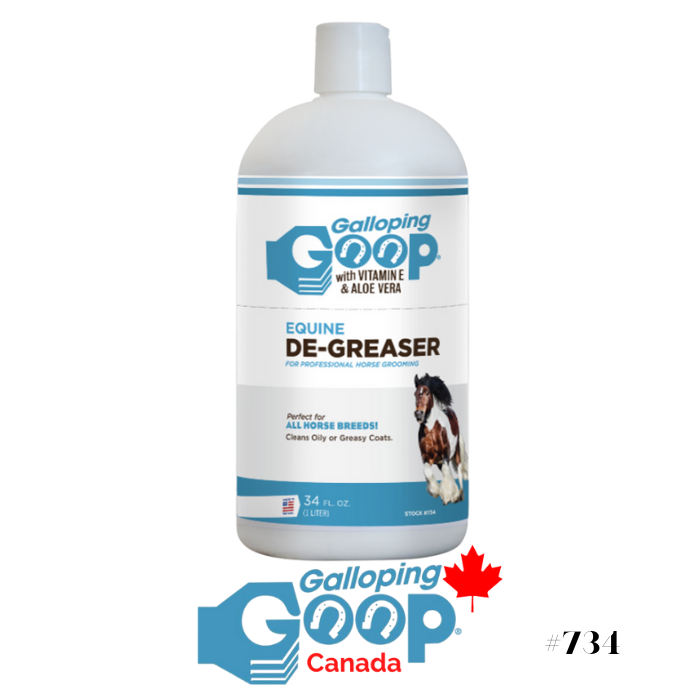 Galloping
GOOP®
with VITAMIN E
& ALOE VERA
EQUINE
DE-GREASER
FOR PROFESSIONAL HORSE GROOMING
Perfect for
ALL HORSE BREEDS!
Cleans Oily or Greasy Coats.
34 FL. OZ.
(1 LITER)
Galloping
GOOP®
Canada
#734